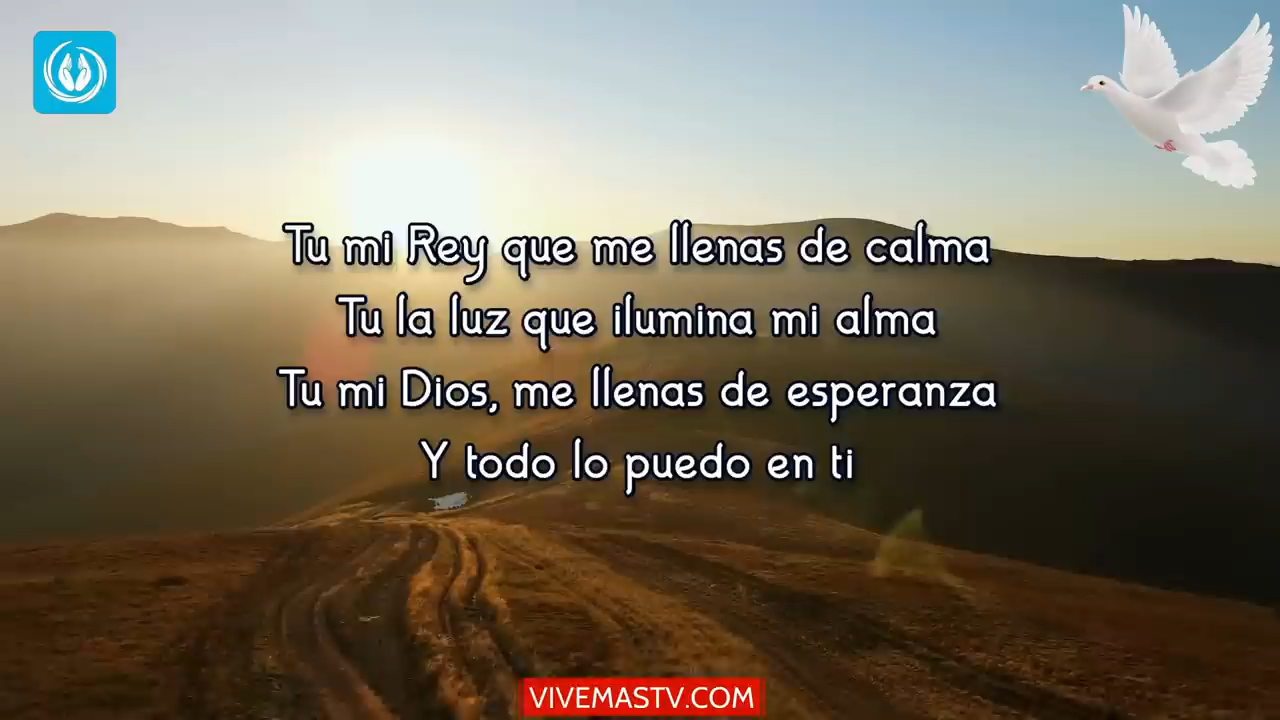 Tu mi Rey que me llenas de calma
Tu la luz que ilumina mi alma
Tu mi Dios, me llenas de esperanza
Y todo lo puedo en ti
VIVEMASTV.COM